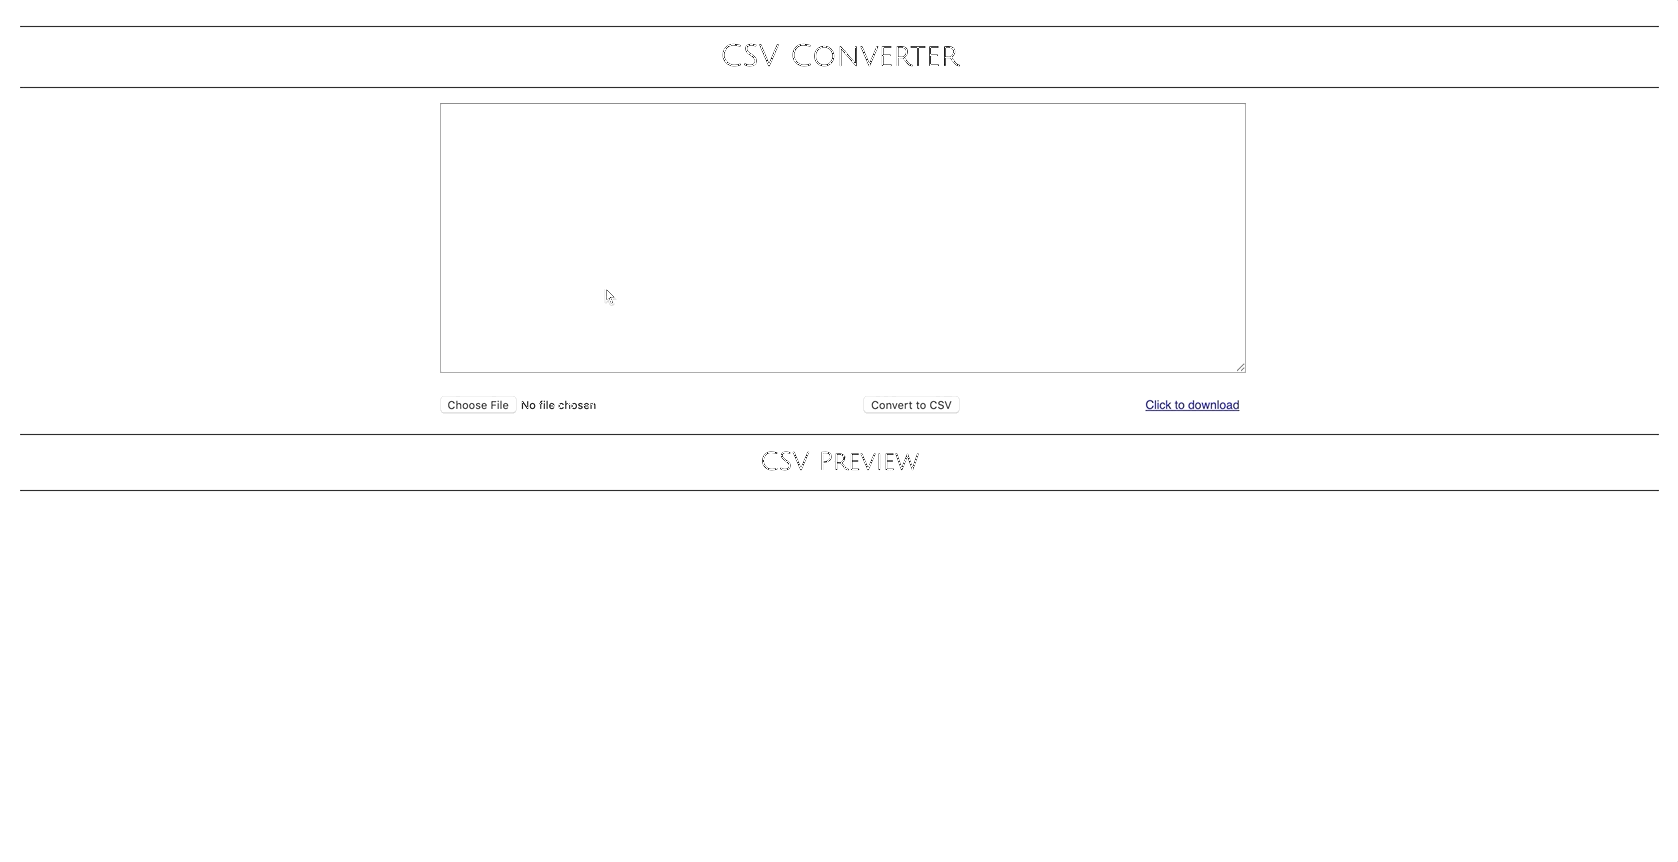 CSV Converter
Choose File No file chosen Convert to CSV Click to download
CSV Preview